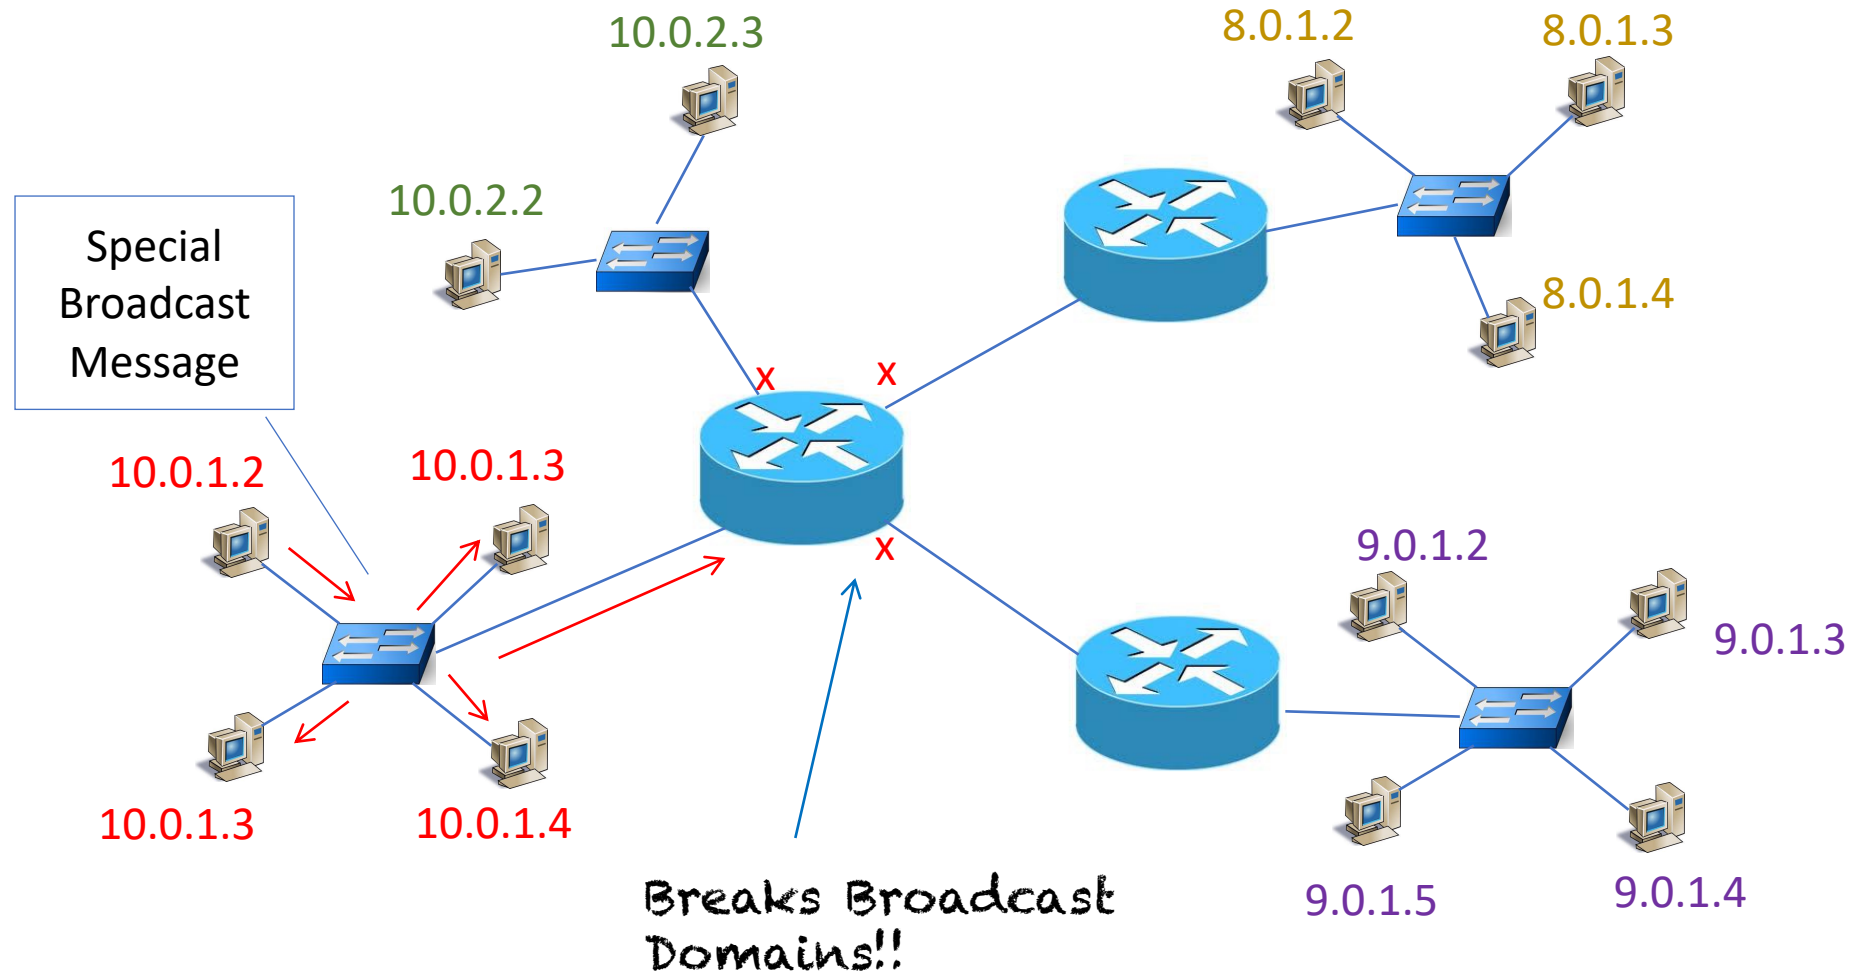 10.0.2.3
8.0.1.2
8.0.1.3
10.0.2.2
Special
Broadcast
Message
8.0.1.4
x
x
10.0.1.2
10.0.1.3
x
9.0.1.2
9.0.1.3
10.0.1.3
10.0.1.4
9.0.1.5
9.0.1.4
Breaks Broadcast
Domains!!